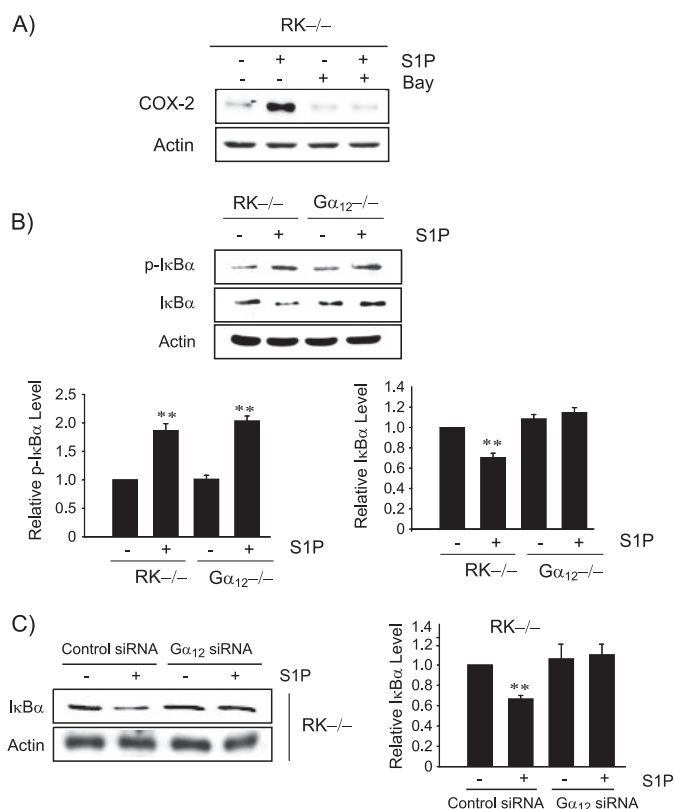 A)
RK–/–
- + - + S1P
- - + + Bay
COX-2
Actin
B)
RK–/– Gα12–/–
- + - + S1P
p-IκBα
IκBα
Actin
Relative p-IκBα Level
2.5
2.0
1.5
1.0
0.5
0
** **
- + - + S1P
RK–/– Gα12–/–
Relative IκBα Level
1.4
1.2
1.0
0.8
0.6
0.4
0.2
0
**
- + - + S1P
RK–/– Gα12–/–
C)
Control siRNA Gα12 siRNA
- + - + S1P
IκBα
Actin
RK–/–
RK–/–
Relative IκBα Level
1.4
1.2
1.0
0.8
0.6
0.4
0.2
0
**
- + - + S1P
Control siRNA Gα12 siRNA